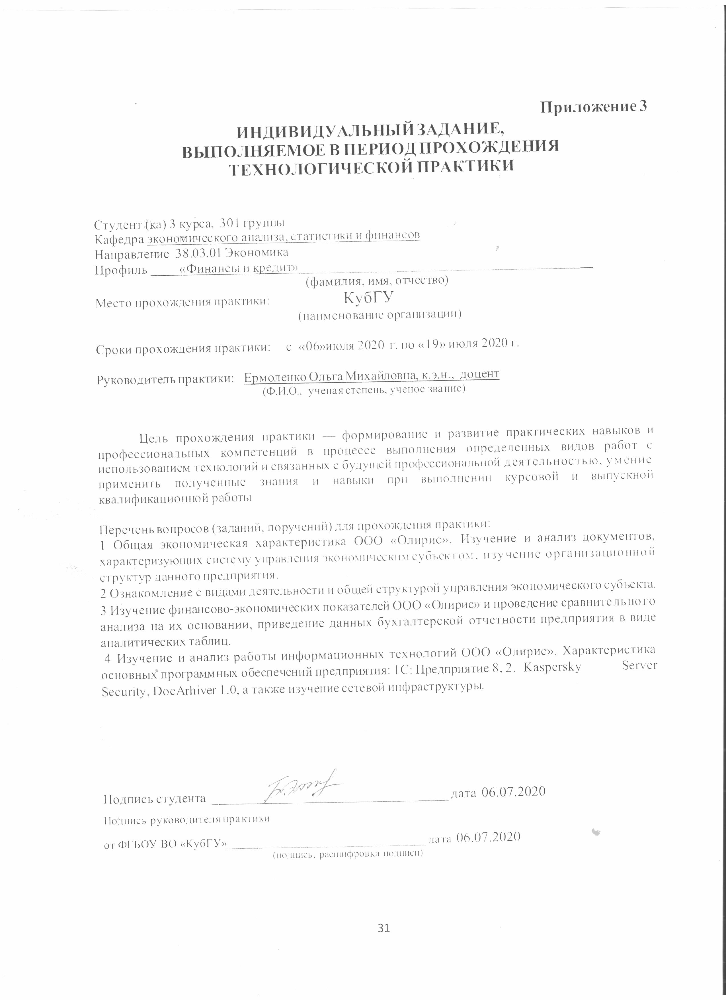 Приложение 3
ИНДИВИДУАЛЬНЫЙ ЗАДАНИЕ,
ВЫПОЛНЯЕМОЕ В ПЕРИОД ПРОХОЖДЕНИЯ
ТЕХНОЛОГИЧЕСКОЙ ПРАКТИКИ
Студент (ка) 3 курса, 301 группы
Кафедра экономического анализа, статистики и финансов
Направление 38.03.01 Экономика
Профиль «Финансы и кредит»
(фамилия, имя, отчество)
Место прохождения практики: КубГУ
(наименование организации)
Сроки прохождения практики: с «06»июля 2020 г. по «19» июля 2020 г.
Руководитель практики: Ермоленко Ольга Михайловна, к.э.н., доцент
(Ф.И.О., ученая степень, ученое звание)
Цель прохождения практики — формирование и развитие практических навыков и
профессиональных компетенций в процессе выполнения определенных видов работ с
использованием технологий и связанных с будущей профессиональной деятельностью, умение
применить полученные знания и навыки при выполнении курсовой и выпускной
квалификационной работы
Перечень вопросов (заданий, поручений) для прохождения практики:
1 Общая экономическая характеристика ООО «Олирис». Изучение и анализ документов,
характеризующих систему управления экономическим субъектом, изучение организационной
структур данного предприятия.
2 Ознакомление с видами деятельности и общей структурой управления экономического субъекта.
3 Изучение финансово-экономических показателей ООО «Олирис» и проведение сравнительного
анализа на их основании, приведение данных бухгалтерской отчетности предприятия в виде
аналитических таблиц.
4 Изучение и анализ работы информационных технологий ООО «Олирис». Характеристика
основных программных обеспечений предприятия: 1С: Предприятие 8, 2. Kaspersky Server
Security, DocArhiver 1.0, а также изучение сетевой инфраструктуры.
Подпись студента дата 06.07.2020
Подпись руководителя практики
от ФГБОУ ВО «КубГУ» дата 06.07.2020
(подпись, расшифровка подписи)
31